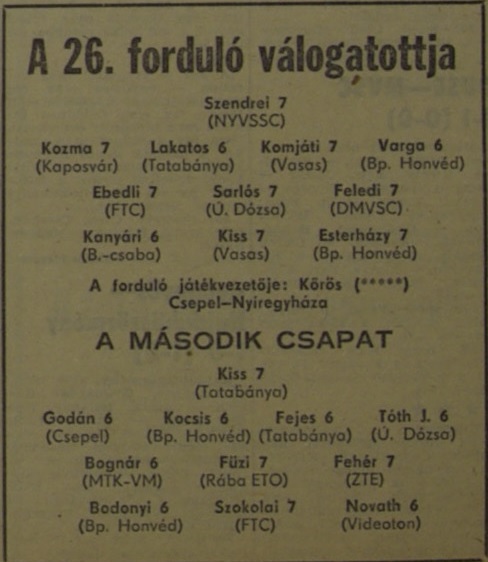 A 26. forduló válogatottja
Szendrei 7
(NYVSSC)
Kozma 7 Lakatos 6 Komjáti 7 Varga 6
(Kaposvár) (Tatabánya) (Vasas) (Bp. Honvéd)
Ebedli 7 Sarlós 7 Feledi 7
(FTC) (Ú. Dózsa) (DMVSC)
Kanyári 6 Kiss 7 Esterházy 7
(B.-csaba) (Vasas) (Bp. Honvéd)
A forduló játékvezetője: Körös (*****)
Csepel–Nyíregyháza
A MÁSODIK CSAPAT
Kiss 7
(Tatabánya)
Godán 6 Kocsis 6 Fejes 6 Tóth J. 6
(Csepel) (Bp. Honvéd) (Tatabánya) (Ú. Dózsa)
Bognár 6 Füzi 7 Fehér 7
(MTK-VM) (Rába ETO) (ZTE)
Bodonyi 6 Szokolai 7 Novath 6
(Bp. Honvéd) (FTC) (Videoton)